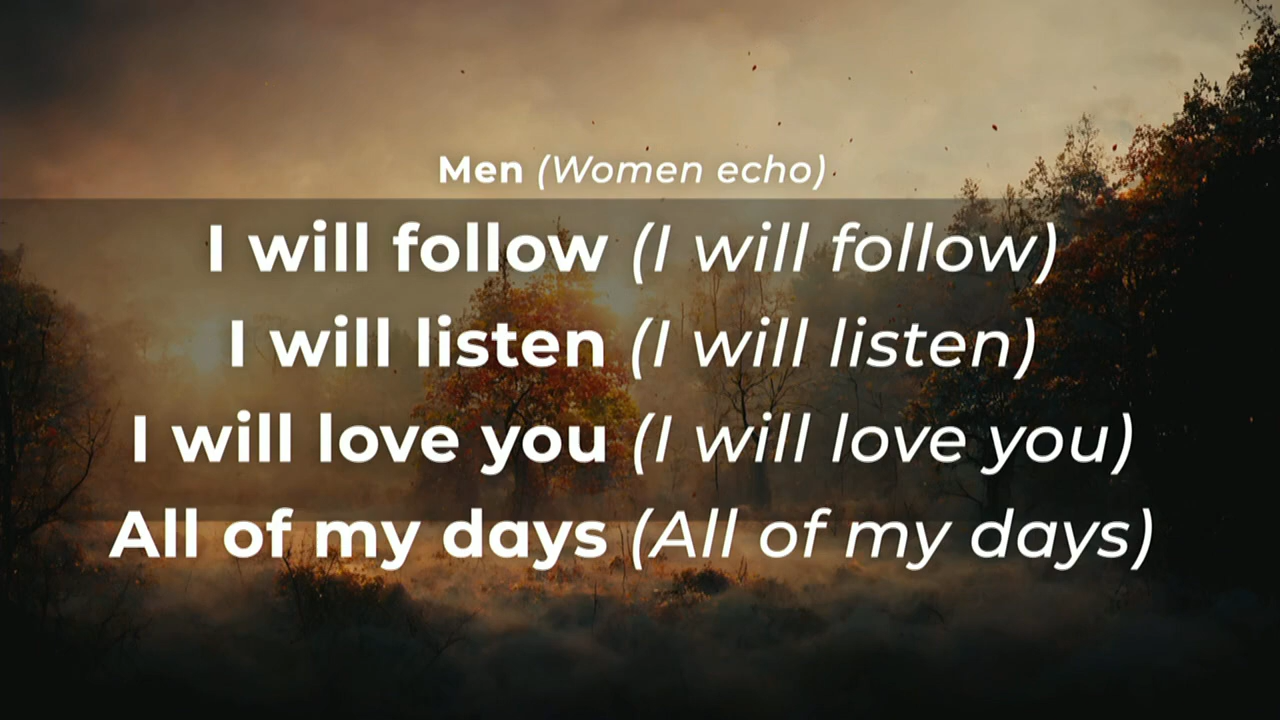 Men (Women echo)
I will follow (I will follow)
I will listen (I will listen)
I will love you (I will love you)
All of my days (All of my days)